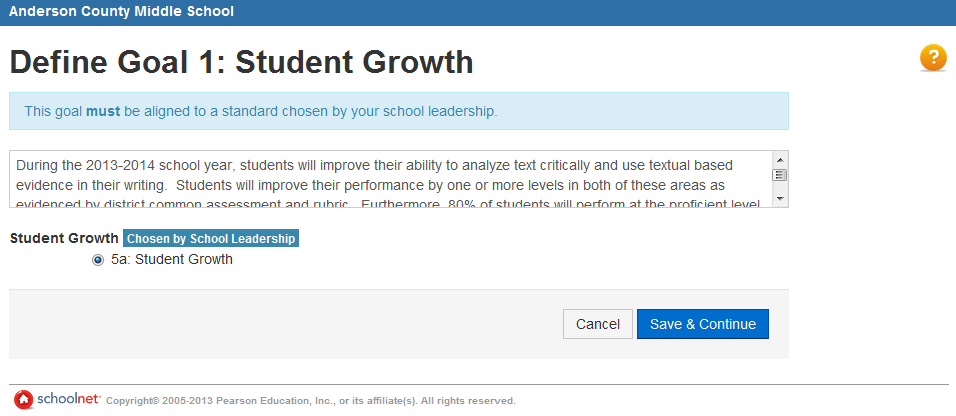 Anderson County Middle School
Define Goal 1: Student Growth
?
This goal must be aligned to a standard chosen by your school leadership.
During the 2013-2014 school year, students will improve their ability to analyze text critically and use textual based
evidence in their writing.  Students will improve their performance by one or more levels in both of these areas as
evidenced by district common assessment and rubric.  Furthermore, 80% of students will perform at the proficient level
Student Growth Chosen by School Leadership
5a: Student Growth
Cancel Save & Continue
schoolnet Copyright© 2005-2013 Pearson Education, Inc., or its affiliate(s). All rights reserved.